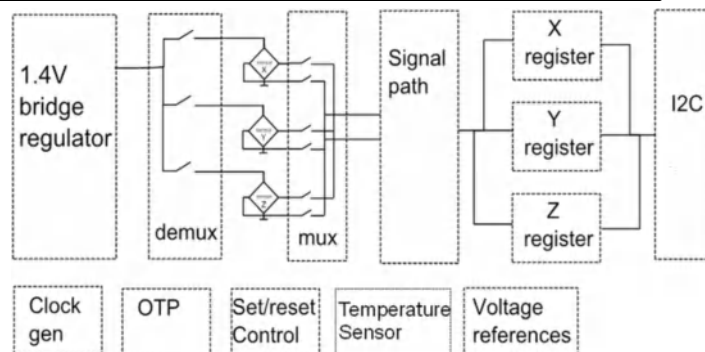 1.4V
bridge
regulator
demux
X
Y
Z
mux
Signal
path
X
register
Y
register
Z
register
I2C
Clock
gen
OTP
Set/reset
Control
Temperature
Sensor
Voltage
references